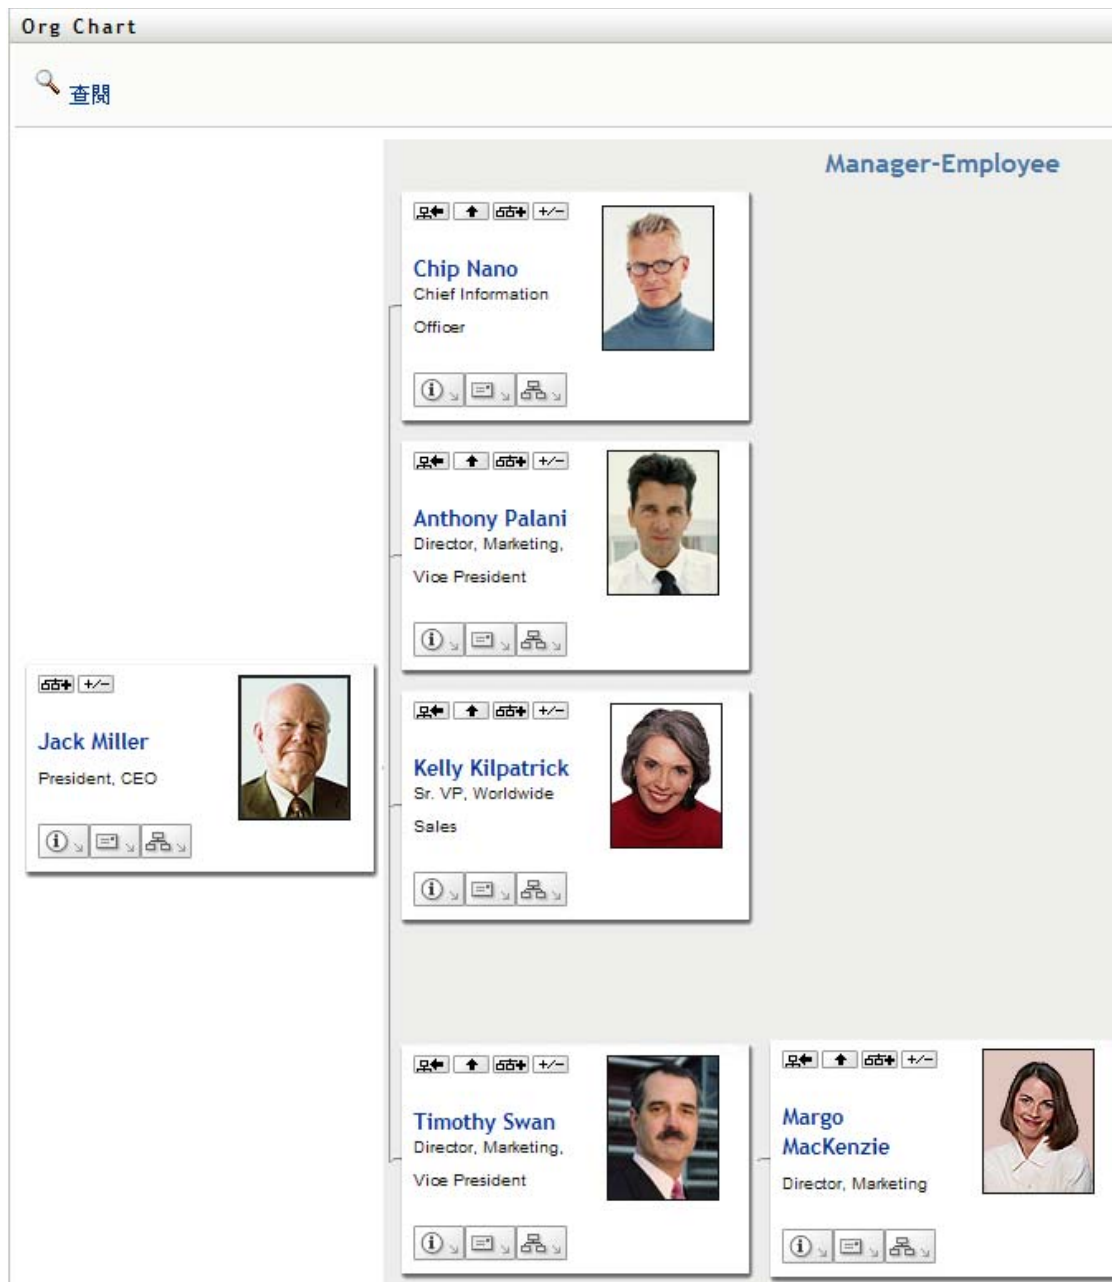 Org Chart
查閱
Manager-Employee
+/-
Chip Nano
Chief Information
Officer
+/-
Anthony Palani
Director, Marketing,
Vice President
+/-
Jack Miller
President, CEO
+/-
Kelly Kilpatrick
Sr. VP, Worldwide
Sales
+/-
Timothy Swan
Director, Marketing,
Vice President
+/-
Margo
MacKenzie
Director, Marketing